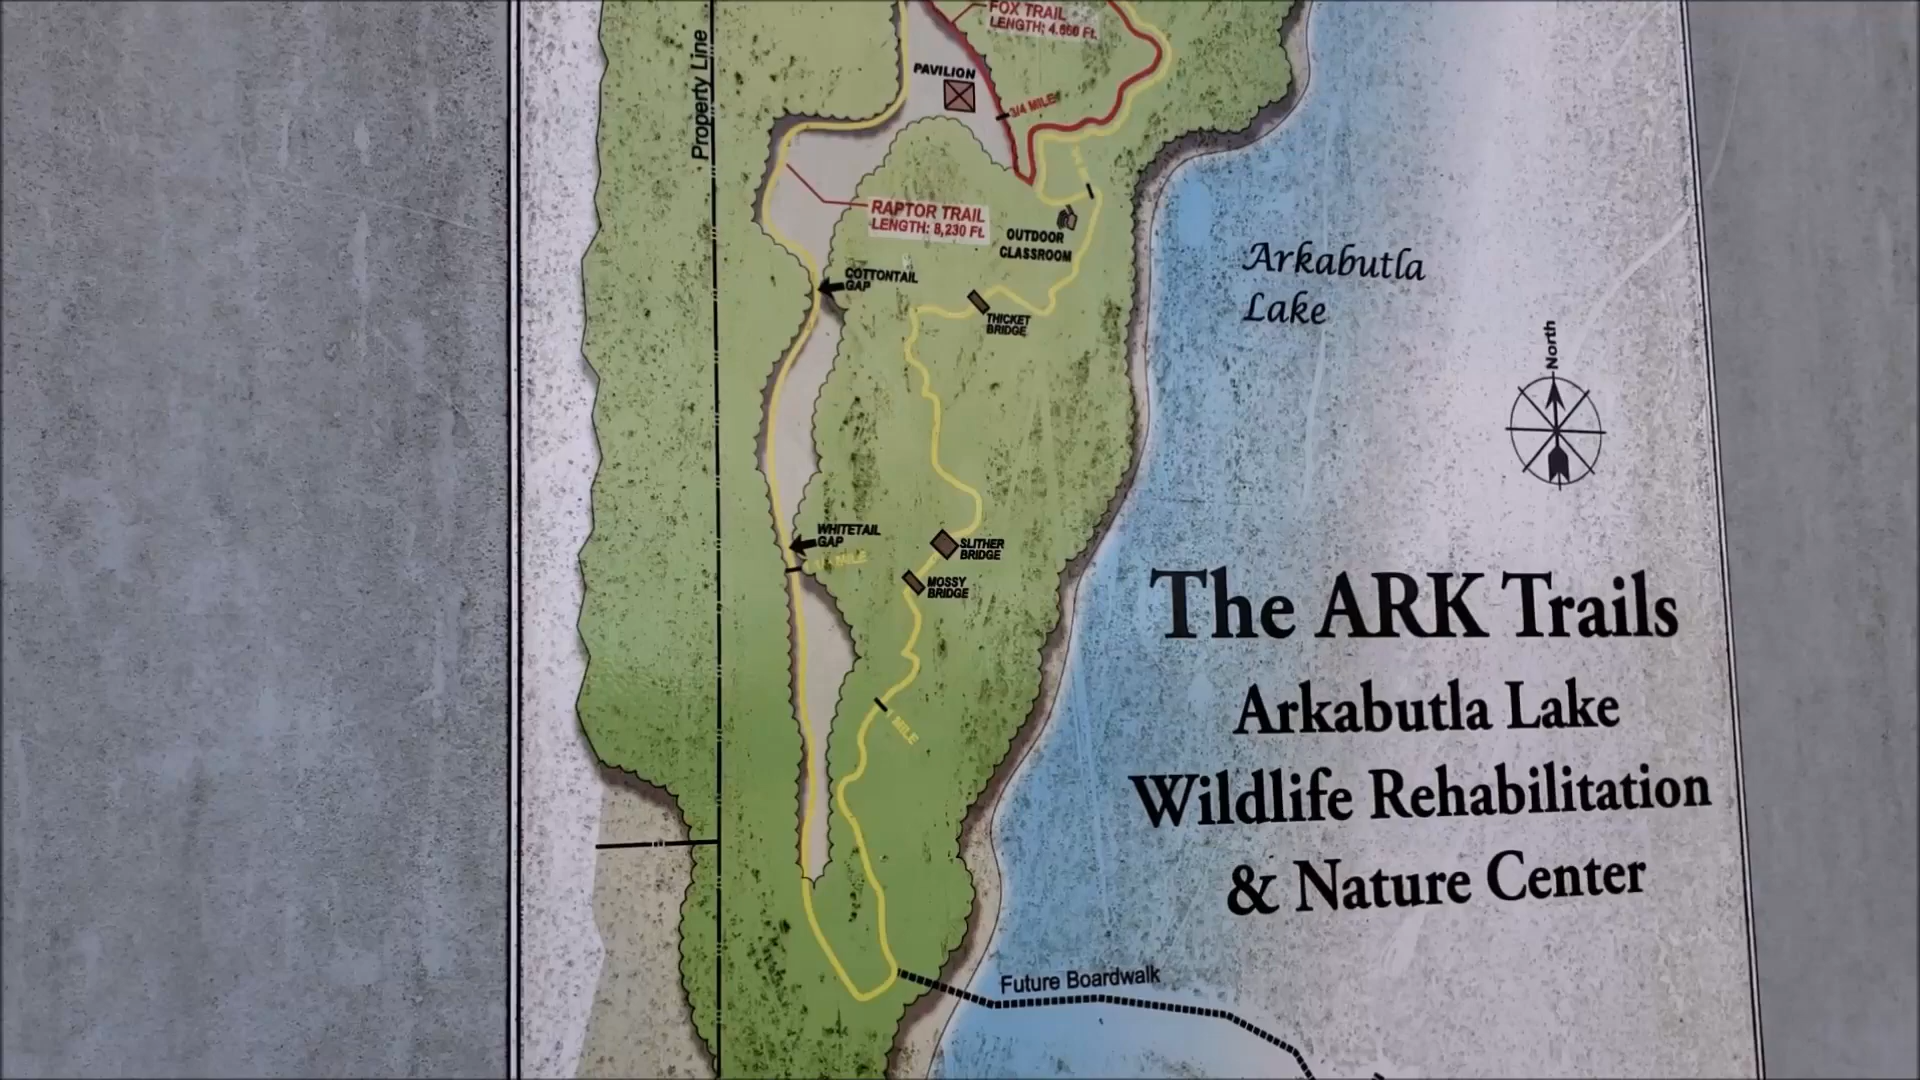 FOX TRAIL
LENGTH: 4,660 Ft.
PAVILION
Property Line
3/4 MILE
RAPTOR TRAIL
LENGTH: 8,230 Ft.
OUTDOOR
CLASSROOM
Arkabutla
Lake
COTTONTAIL
GAP
THICKET
BRIDGE
North
WHITETAIL
GAP
MILE
SLITHER
BRIDGE
MOSSY
BRIDGE
1 MILE
The ARK Trails
Arkabutla Lake
Wildlife Rehabilitation
& Nature Center
Future Boardwalk